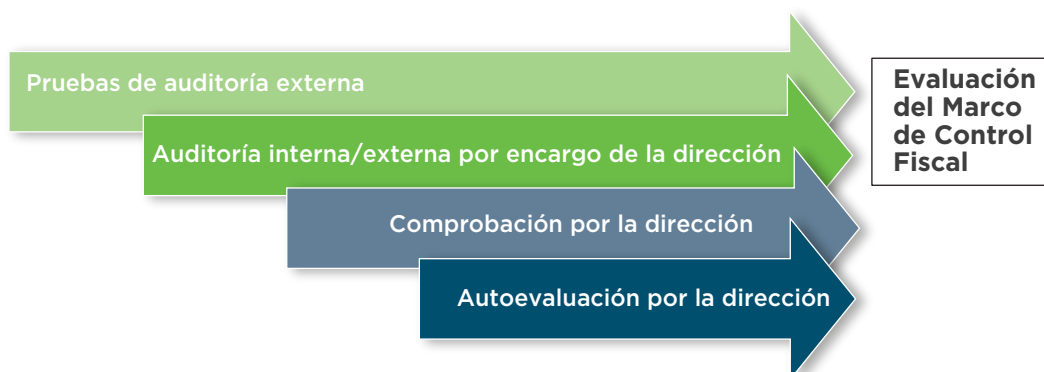 Pruebas de auditoría externa
Auditoría interna/externa por encargo de la dirección
Comprobación por la dirección
Autoevaluación por la dirección
Evaluación
del Marco
de Control
Fiscal